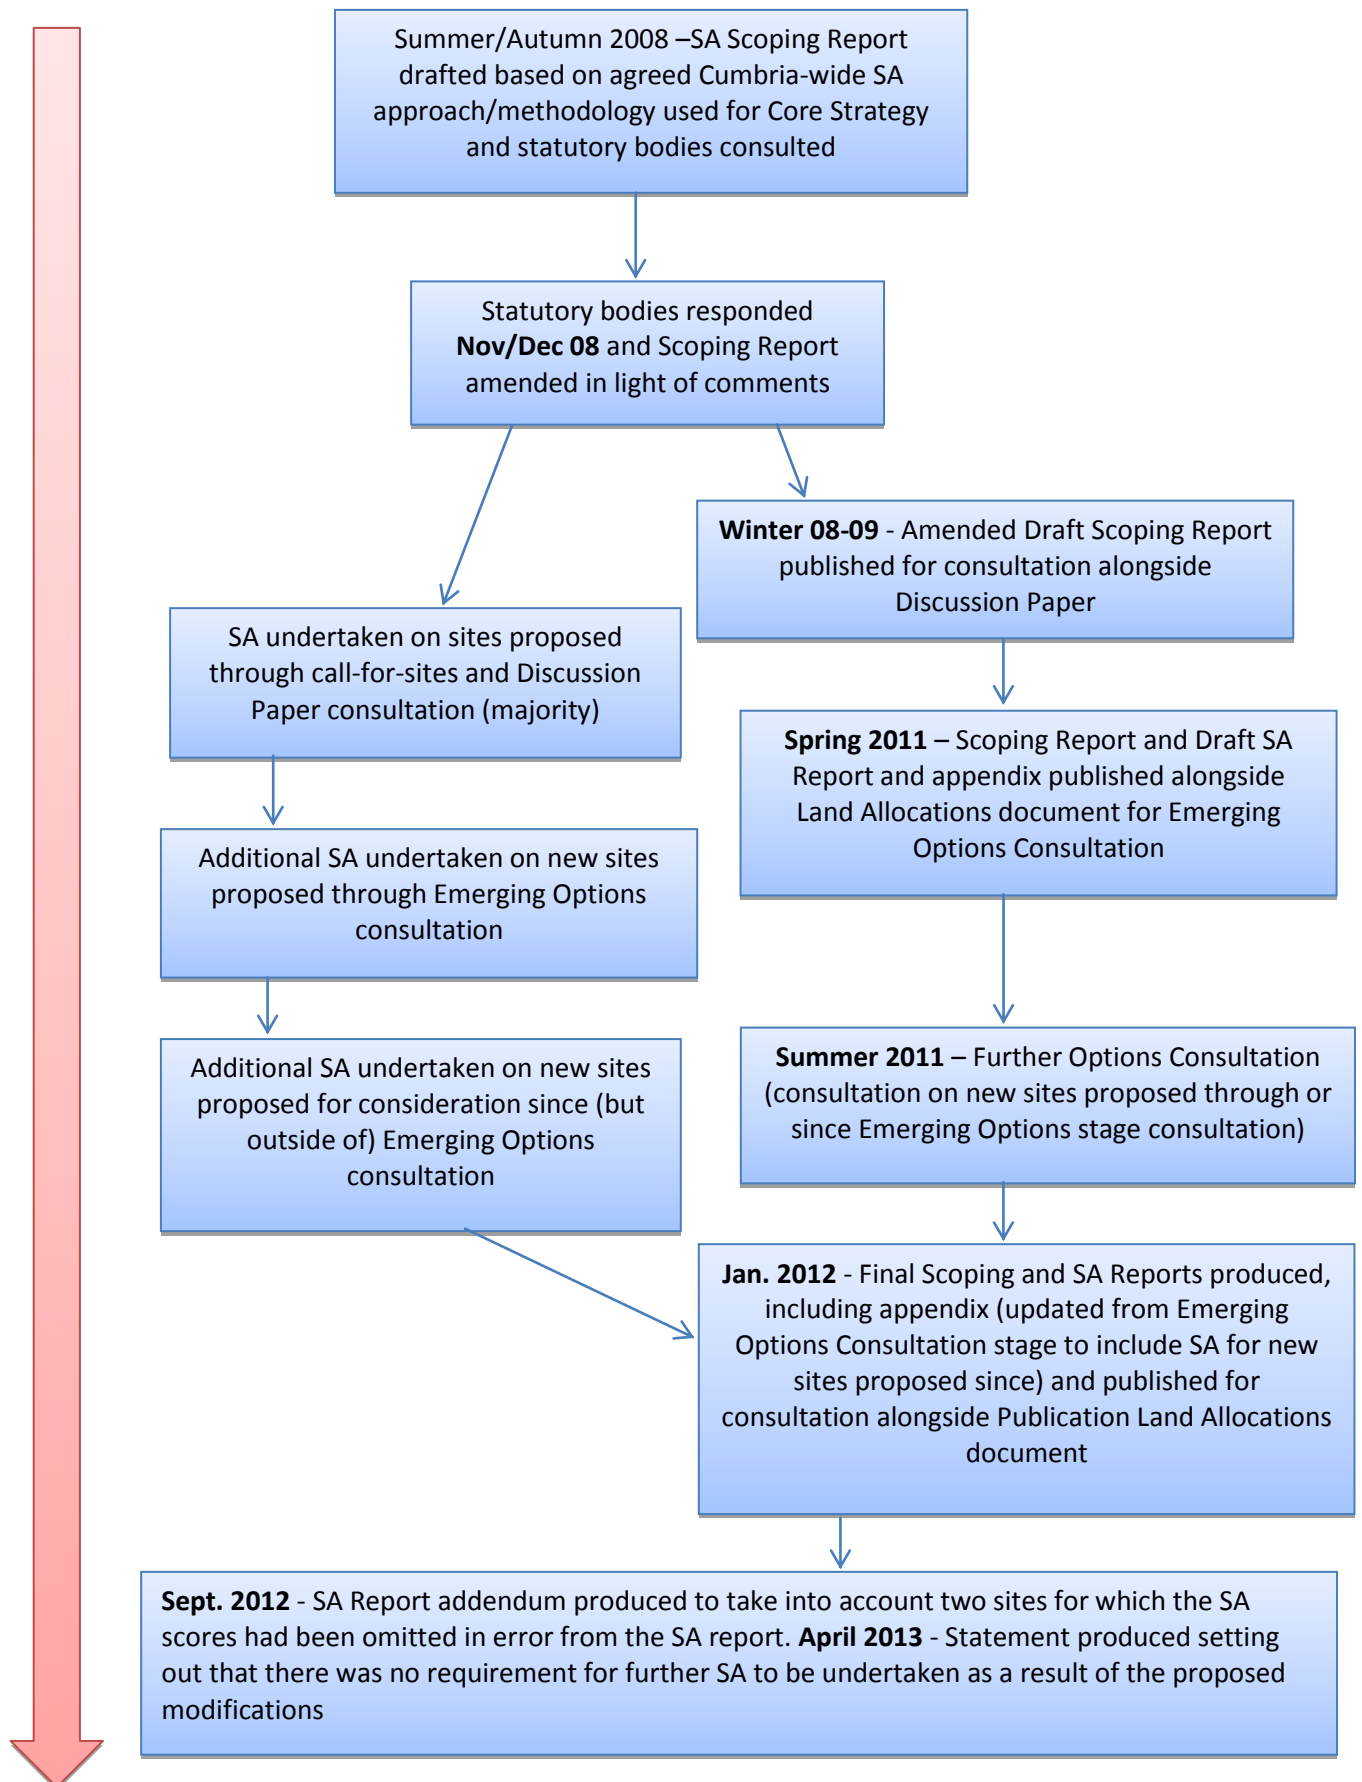 Summer/Autumn 2008 –SA Scoping Report
drafted based on agreed Cumbria-wide SA
approach/methodology used for Core Strategy
and statutory bodies consulted
Statutory bodies responded
Nov/Dec 08 and Scoping Report
amended in light of comments
Winter 08-09 - Amended Draft Scoping Report
published for consultation alongside
Discussion Paper
SA undertaken on sites proposed
through call-for-sites and Discussion
Paper consultation (majority)
Spring 2011 – Scoping Report and Draft SA
Report and appendix published alongside
Land Allocations document for Emerging
Options Consultation
Additional SA undertaken on new sites
proposed through Emerging Options
consultation
Additional SA undertaken on new sites
proposed for consideration since (but
outside of) Emerging Options
consultation
Summer 2011 – Further Options Consultation
(consultation on new sites proposed through or
since Emerging Options stage consultation)
Jan. 2012 - Final Scoping and SA Reports produced,
including appendix (updated from Emerging
Options Consultation stage to include SA for new
sites proposed since) and published for
consultation alongside Publication Land Allocations
document
Sept. 2012 - SA Report addendum produced to take into account two sites for which the SA
scores had been omitted in error from the SA report. April 2013 - Statement produced setting
out that there was no requirement for further SA to be undertaken as a result of the proposed
modifications